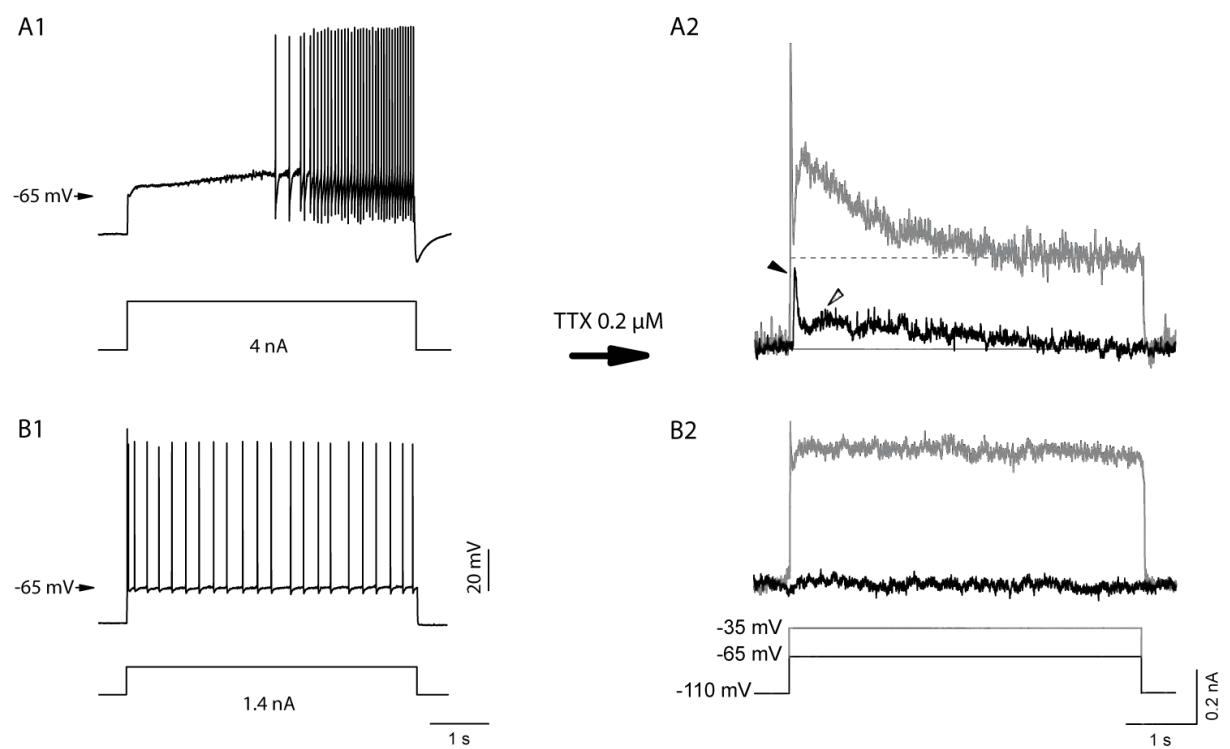 A1
A2
-65 mV
4 nA
TTX 0.2 µM
B1
B2
-65 mV
20 mV
-35 mV
-65 mV
-110 mV
1.4 nA
0.2 nA
1 s
1 s